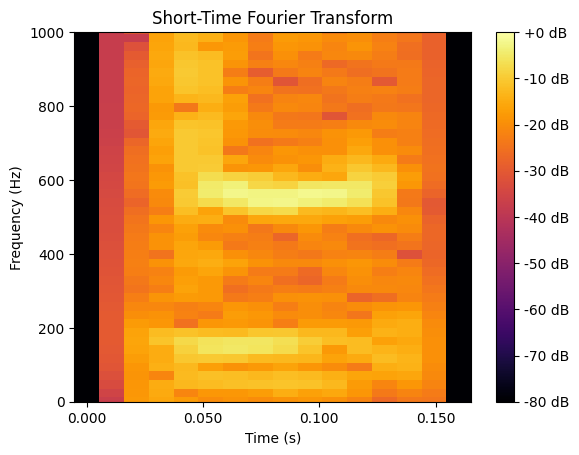 Short-Time Fourier Transform
1000
800
600
400
200
0
Frequency (Hz)
0.000
0.050
0.100
0.150
Time (s)
+0 dB
-10 dB
-20 dB
-30 dB
-40 dB
-50 dB
-60 dB
-70 dB
-80 dB